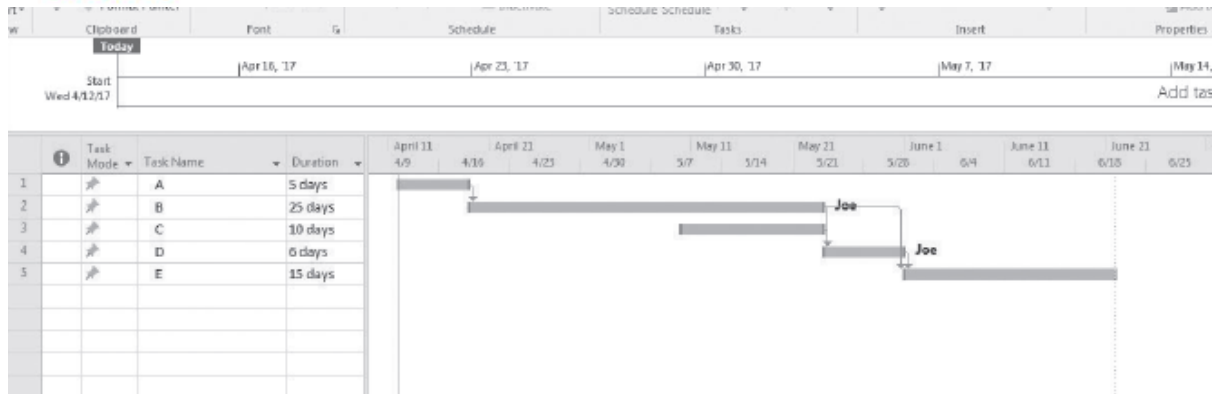 Format Painter
Schedule Schedule
Clipboard Font Schedule Tasks Insert Properties
Today
Apr 16, '17 Apr 23, '17 Apr 30, '17 May 7, '17 May 14,
Start
Wed 4/12/17
Add tas
Task Mode Task Name Duration
April 11 April 21 May 1 May 11 May 21 June 1 June 11 June 21
4/9 4/16 4/23 4/30 5/7 5/14 5/21 5/28 6/4 6/11 6/18 6/25
1 A 5 days
2 B 25 days Joe
3 C 10 days
4 D 6 days Joe
5 E 15 days